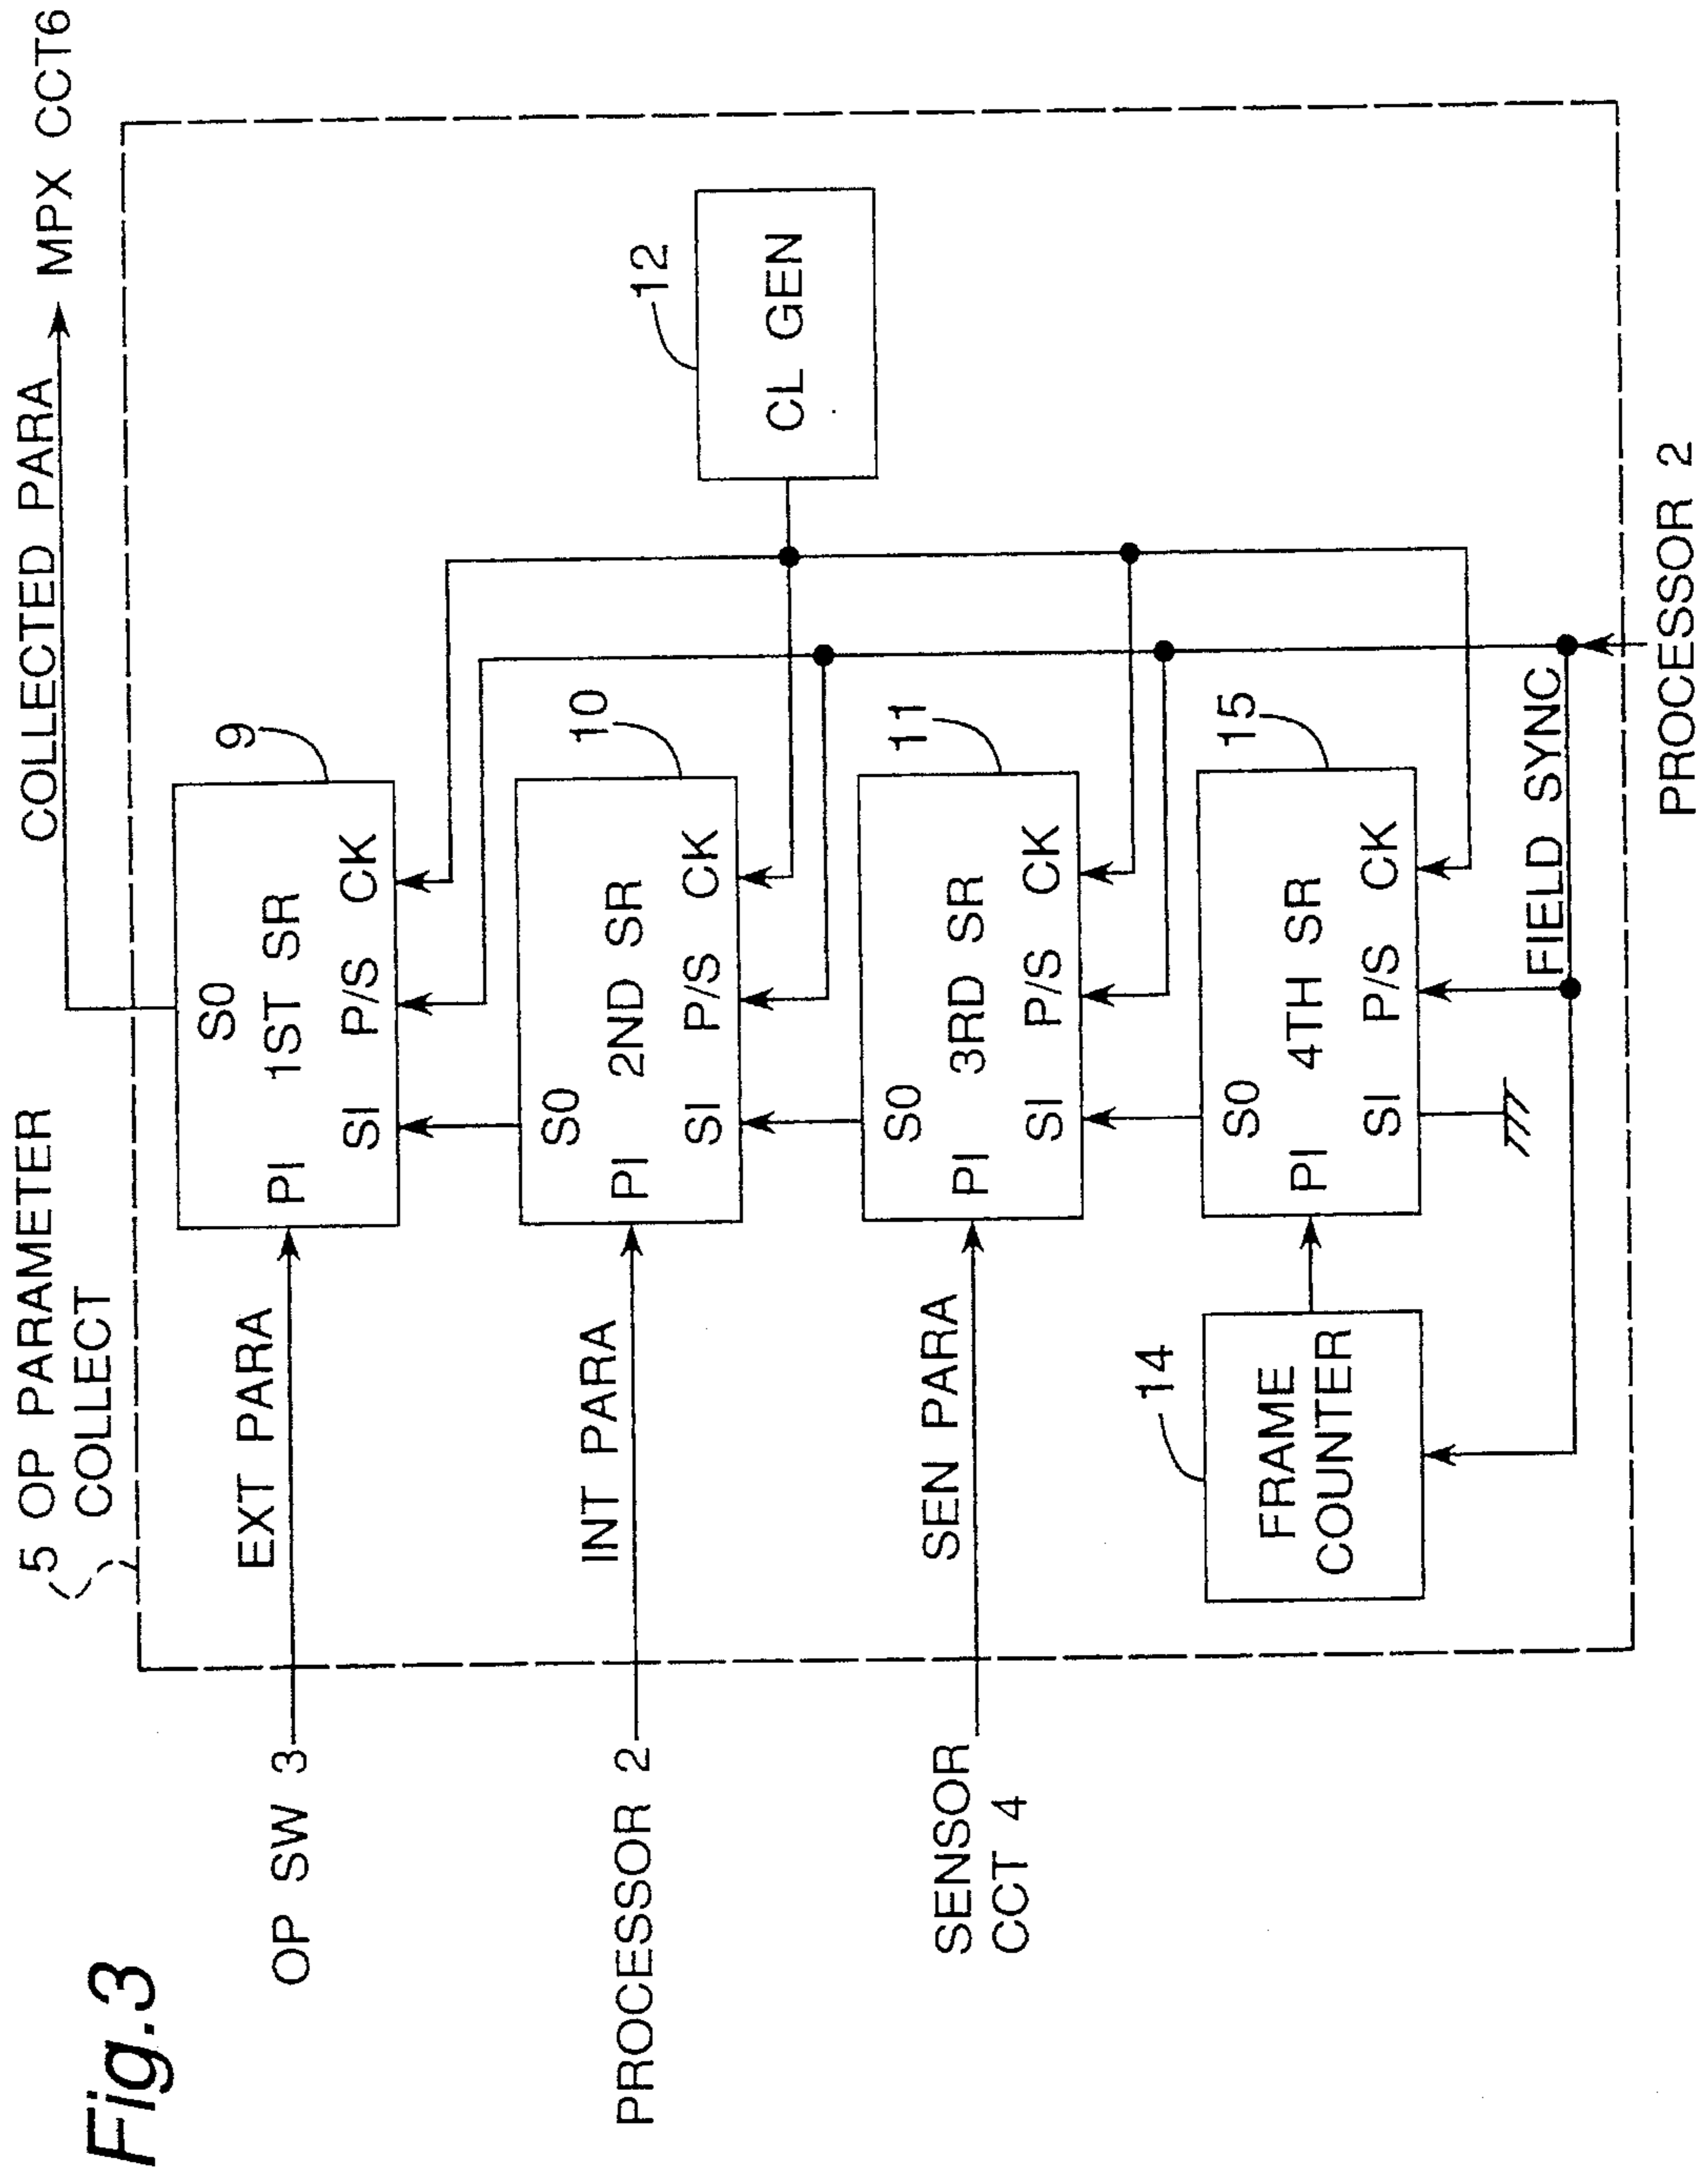 Fig.3
5 OP PARAMETER
COLLECT
COLLECTED PARA
MPX CCT6
OP SW 3
EXT PARA
9
S0
1ST SR
PI
SI P/S CK
PROCESSOR 2
INT PARA
10
S0
2ND SR
PI
SI P/S CK
12
CL GEN
SENSOR
CCT 4
SEN PARA
11
S0
3RD SR
PI
SI P/S CK
14
FRAME
COUNTER
15
S0
4TH SR
PI
SI P/S CK
FIELD SYNC
PROCESSOR 2